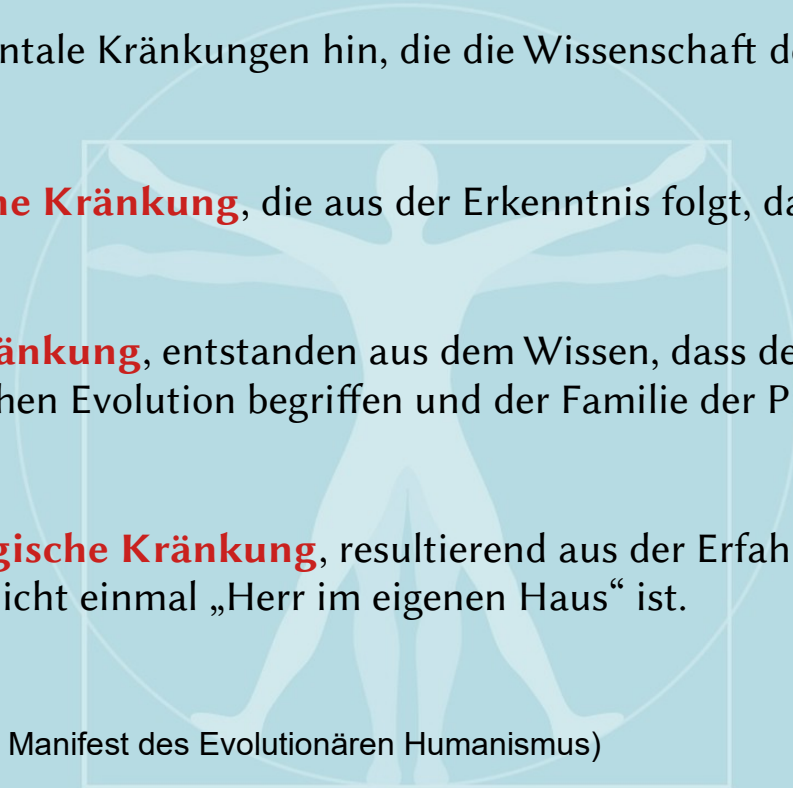 ntale Kränkungen hin, die die Wissenschaft d
ne Kränkung, die aus der Erkenntnis folgt, da
änkung, entstanden aus dem Wissen, dass de
hen Evolution begriffen und der Familie der P
gische Kränkung, resultierend aus der Erfah
icht einmal „Herr im eigenen Haus“ ist.
Manifest des Evolutionären Humanismus)